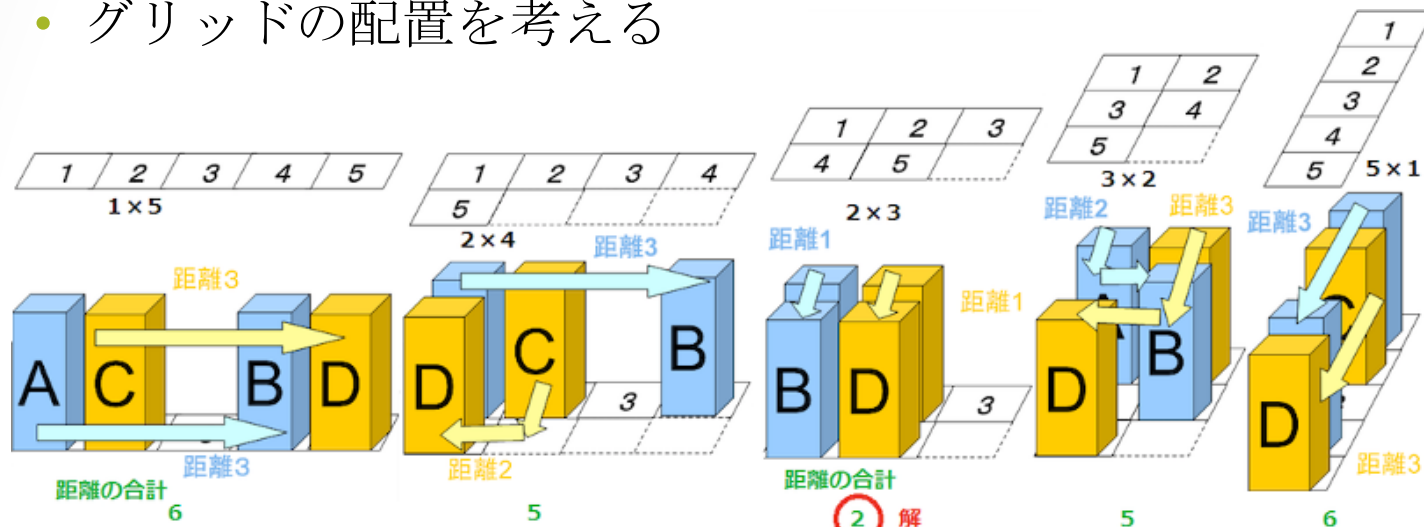 • グリッドの配置を考える
1 2 3 4 5
1×5
距離3
A C B D
距離3
距離の合計
6
1 2 3 4
5
2×4
距離3
D C B
3
距離2
5
1 2 3
4 5
2×3
距離1
距離1
B D
3
距離の合計
2 解
1 2
3 4
5
3×2
距離2 距離3
D A B
5
1
2
3
4
5
5×1
距離3
C
D
距離3
6